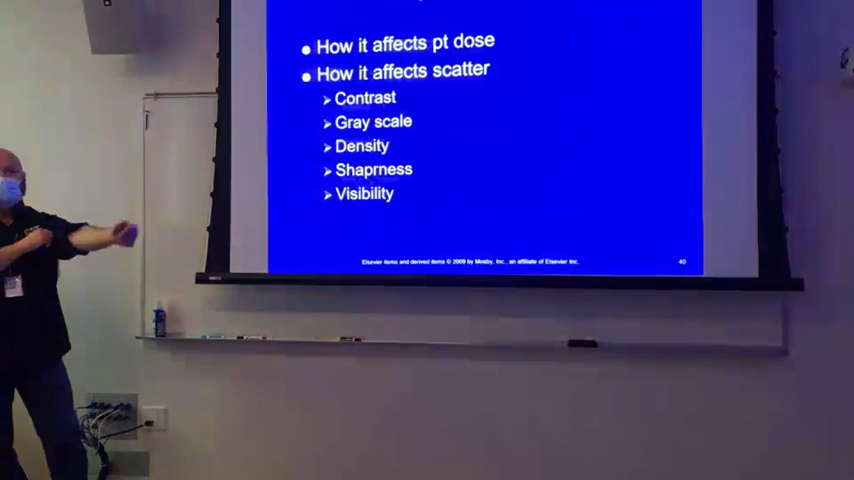 ● How it affects pt dose
● How it affects scatter
➢ Contrast
➢ Gray scale
➢ Density
➢ Shaprness
➢ Visibility
Elsevier items and derived items © 2009 by Mosby, Inc., an affiliate of Elsevier Inc.
40